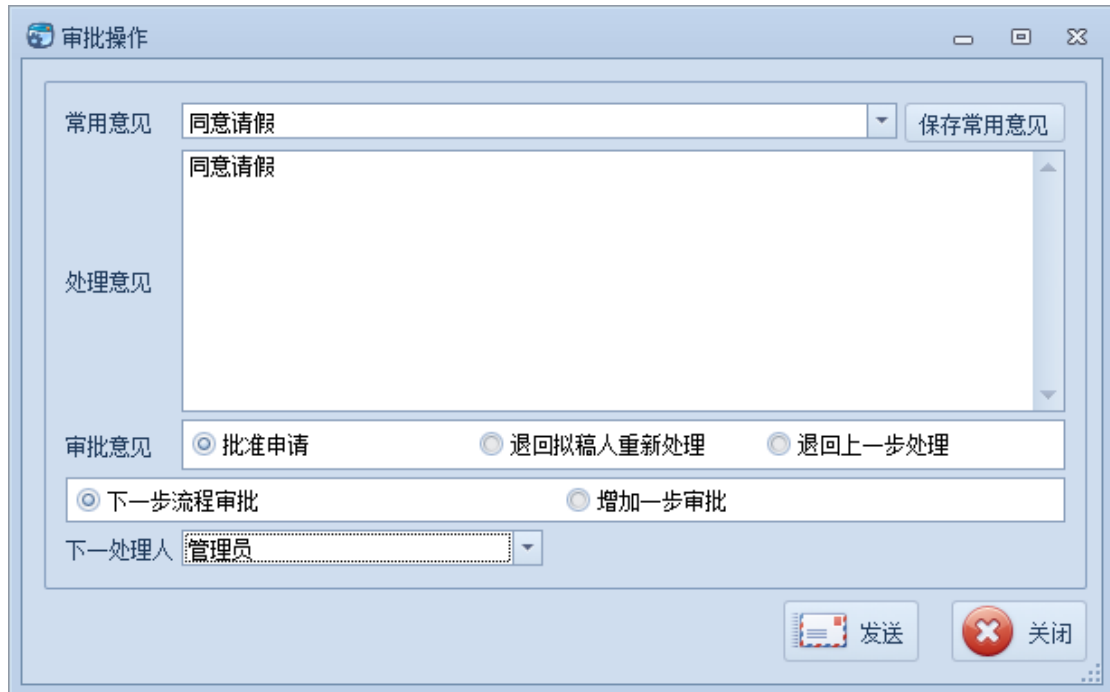 审批操作
常用意见 同意请假 保存常用意见
同意请假
处理意见
审批意见 批准申请 退回拟稿人重新处理 退回上一步处理
下一步流程审批 增加一步审批
下一处理人 管理员
发送 关闭